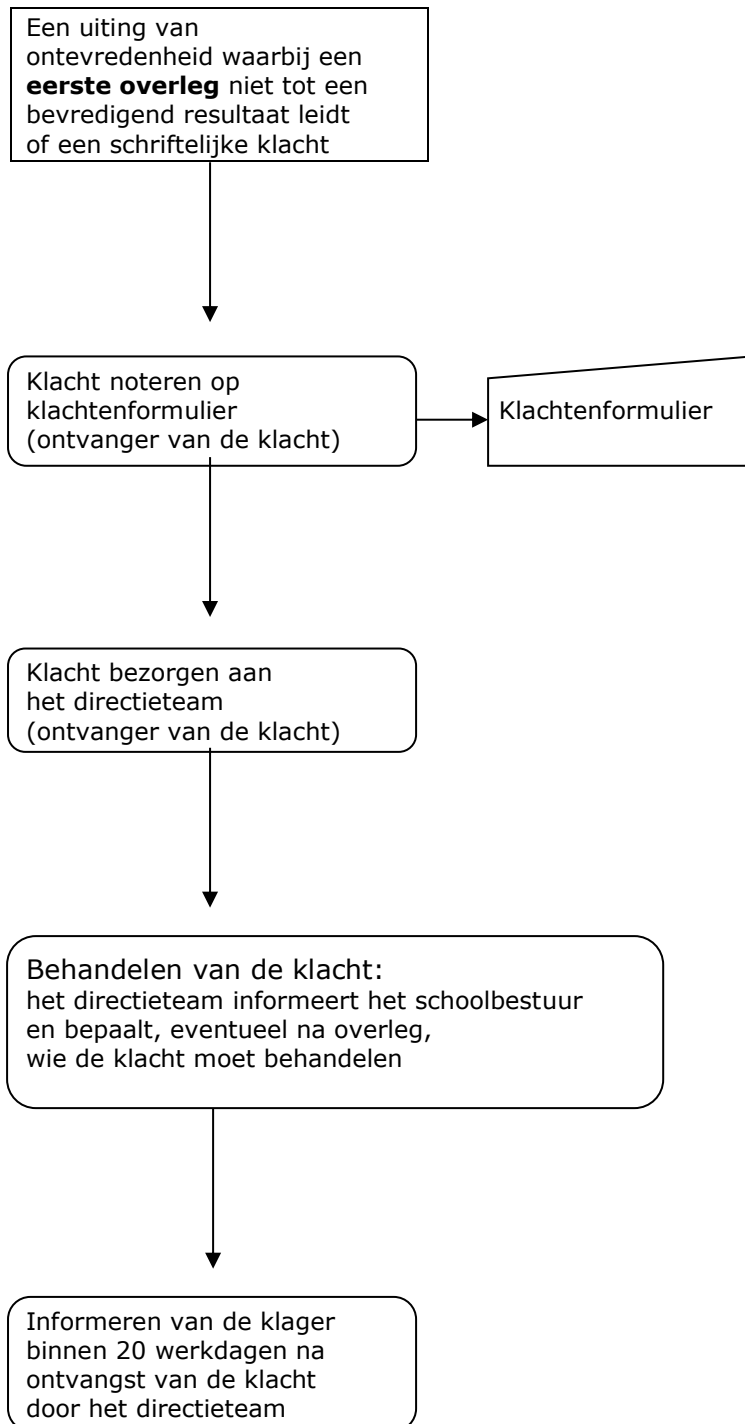 Een uiting van
ontevredenheid waarbij een
eerste overleg niet tot een
bevredigend resultaat leidt
of een schriftelijke klacht
Klacht noteren op
klachtenformulier
(ontvanger van de klacht)
Klachtenformulier
Klacht bezorgen aan
het directieteam
(ontvanger van de klacht)
Behandelen van de klacht:
het directieteam informeert het schoolbestuur
en bepaalt, eventueel na overleg,
wie de klacht moet behandelen
Informeren van de klager
binnen 20 werkdagen na
ontvangst van de klacht
door het directieteam